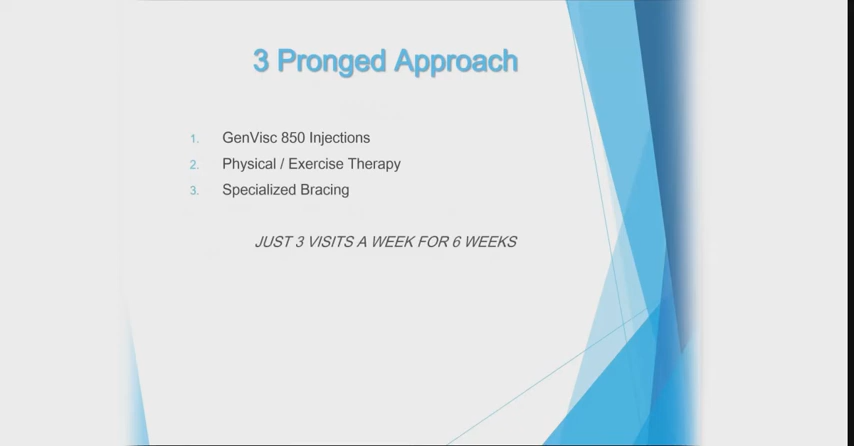 3 Pronged Approach
1. GenVisc 850 Injections
2. Physical / Exercise Therapy
3. Specialized Bracing
JUST 3 VISITS A WEEK FOR 6 WEEKS